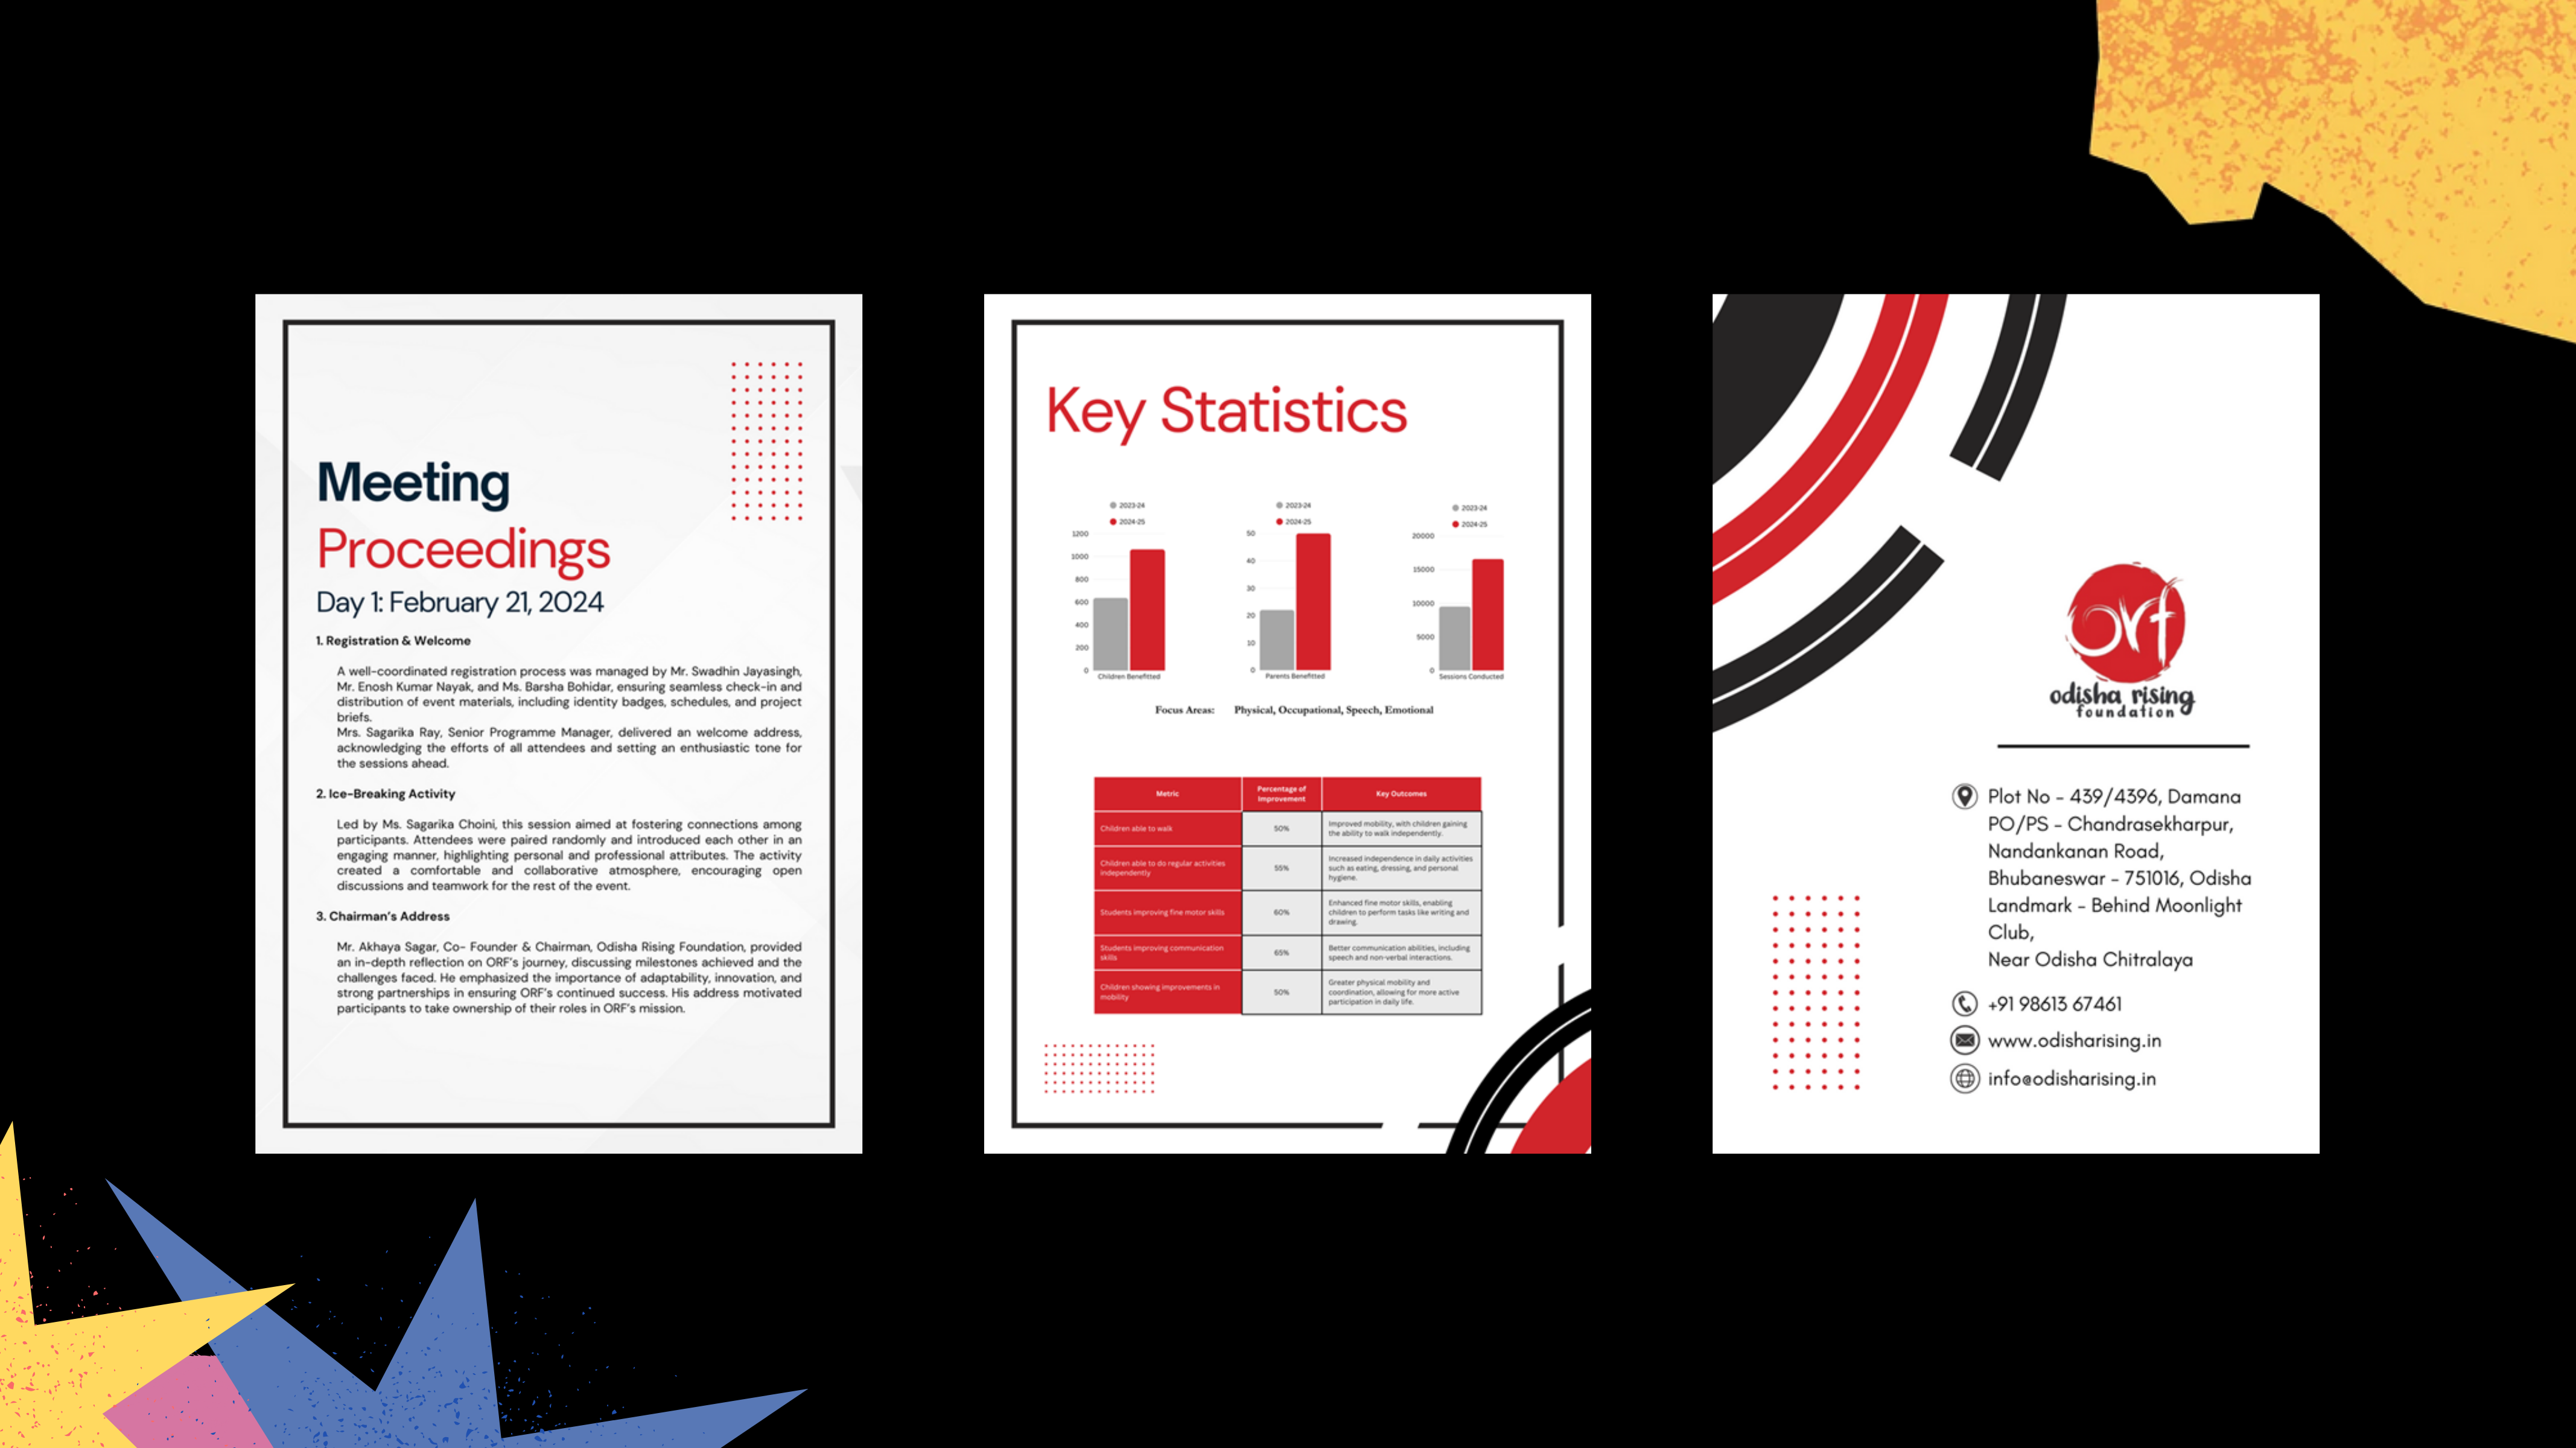 Meeting
Proceedings
Day 1: February 21, 2024
1. Registration & Welcome
A well-coordinated registration process was managed by Mr. Swadhin Jayasingh,
Mr. Enosh Kumar Nayak, and Ms. Barsha Bohidar, ensuring seamless check-in and
distribution of event materials, including identity badges, schedules, and project
briefs.
Mrs. Sagarika Ray, Senior Programme Manager, delivered an welcome address,
acknowledging the efforts of all attendees and setting an enthusiastic tone for
the sessions ahead.
2. Ice-Breaking Activity
Led by Ms. Sagarika Choini, this session aimed at fostering connections among
participants. Attendees were paired randomly and introduced each other in an
engaging manner, highlighting personal and professional attributes. The activity
created a comfortable and collaborative atmosphere, encouraging open
discussions and teamwork for the rest of the event.
3. Chairman's Address
Mr. Akhaya Sagar, Co- Founder & Chairman, Odisha Rising Foundation, provided
an in-depth reflection on ORF's journey, discussing milestones achieved and the
challenges faced. He emphasized the importance of adaptability, innovation, and
strong partnerships in ensuring ORF's continued success. His address motivated
participants to take ownership of their roles in ORF's mission.
Key Statistics
2023-24
2024-25
1200
1000
800
600
400
200
0
Children Benefitted
2023-24
2024-25
50
40
30
20
10
0
Parents Benefitted
2023-24
2024-25
20000
15000
10000
5000
0
Sessions Conducted
Focus Areas: Physical, Occupational, Speech, Emotional
Metric
Percentage of
Improvement
Key Outcomes
Children able to walk
50%
Improved mobility, with children gaining
the ability to walk independently.
Children able to do regular activities
independently
55%
Increased independence in daily activities
such as eating, dressing, and personal
hygiene.
Students improving fine motor skills
60%
Enhanced fine motor skills, enabling
children to perform tasks like writing and
drawing.
Students improving communication
skills
65%
Better communication abilities, including
speech and non-verbal interactions.
Children showing improvements in
mobility
50%
Greater physical mobility and
coordination, allowing for more active
participation in daily life.
orf
odisha rising
foundation
Plot No - 439/4396, Damana
PO/PS - Chandrasekharpur,
Nandankanan Road,
Bhubaneswar - 751016, Odisha
Landmark - Behind Moonlight
Club,
Near Odisha Chitralaya
+91 98613 67461
www.odisharising.in
info@odisharising.in